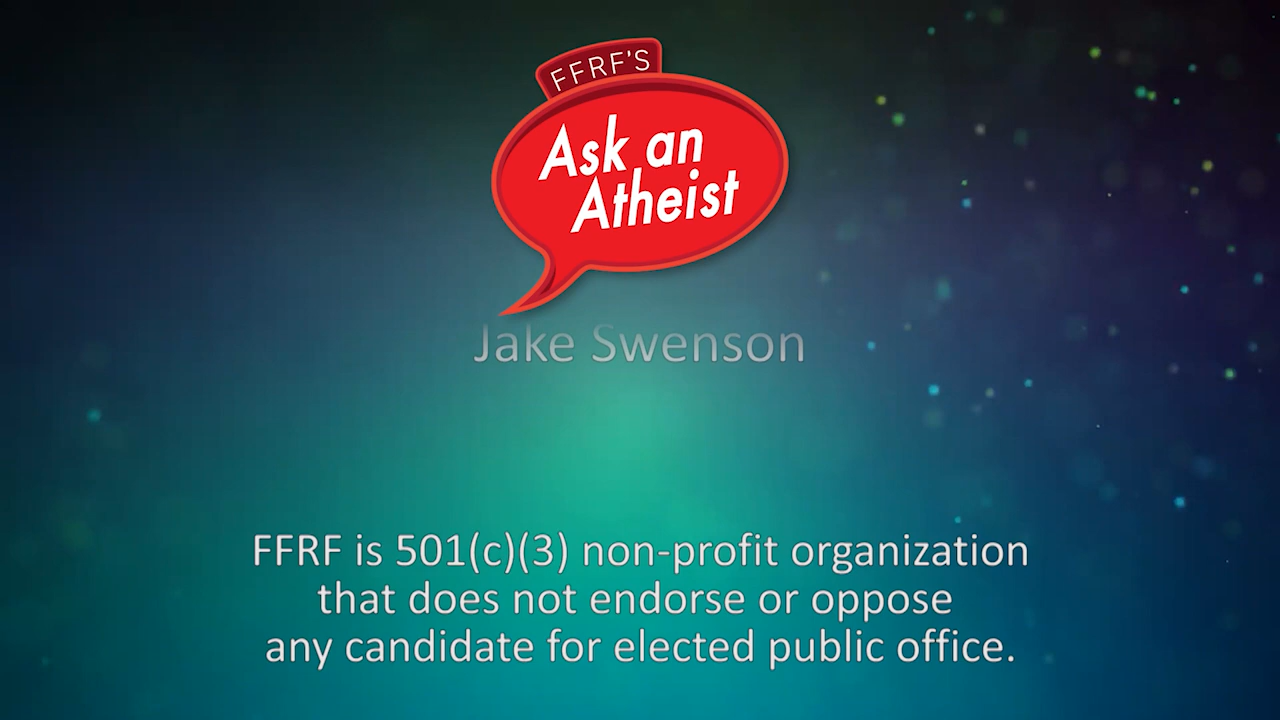 FFRF'S
Ask an
Atheist
Jake Swenson
FFRF is 501(c)(3) non-profit organization
that does not endorse or oppose
any candidate for elected public office.